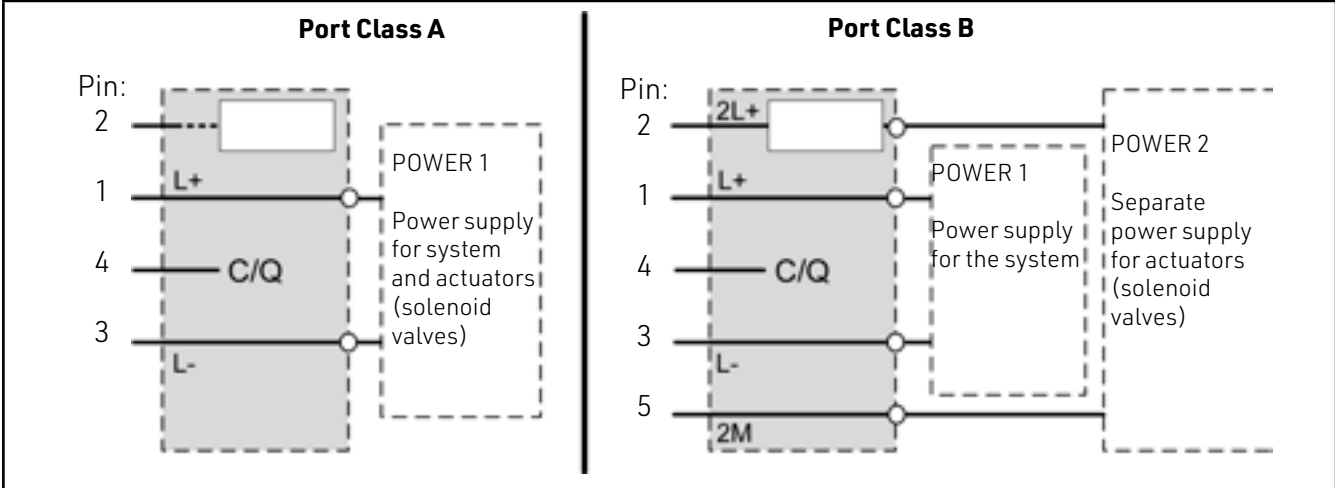 Port Class A
Pin:
2
1
4
3
L+
C/Q
L-
POWER 1
Power supply
for system
and actuators
(solenoid
valves)
Port Class B
Pin:
2
1
4
3
5
2L+
L+
C/Q
L-
2M
POWER 1
Power supply
for the system
POWER 2
Separate
power supply
for actuators
(solenoid
valves)